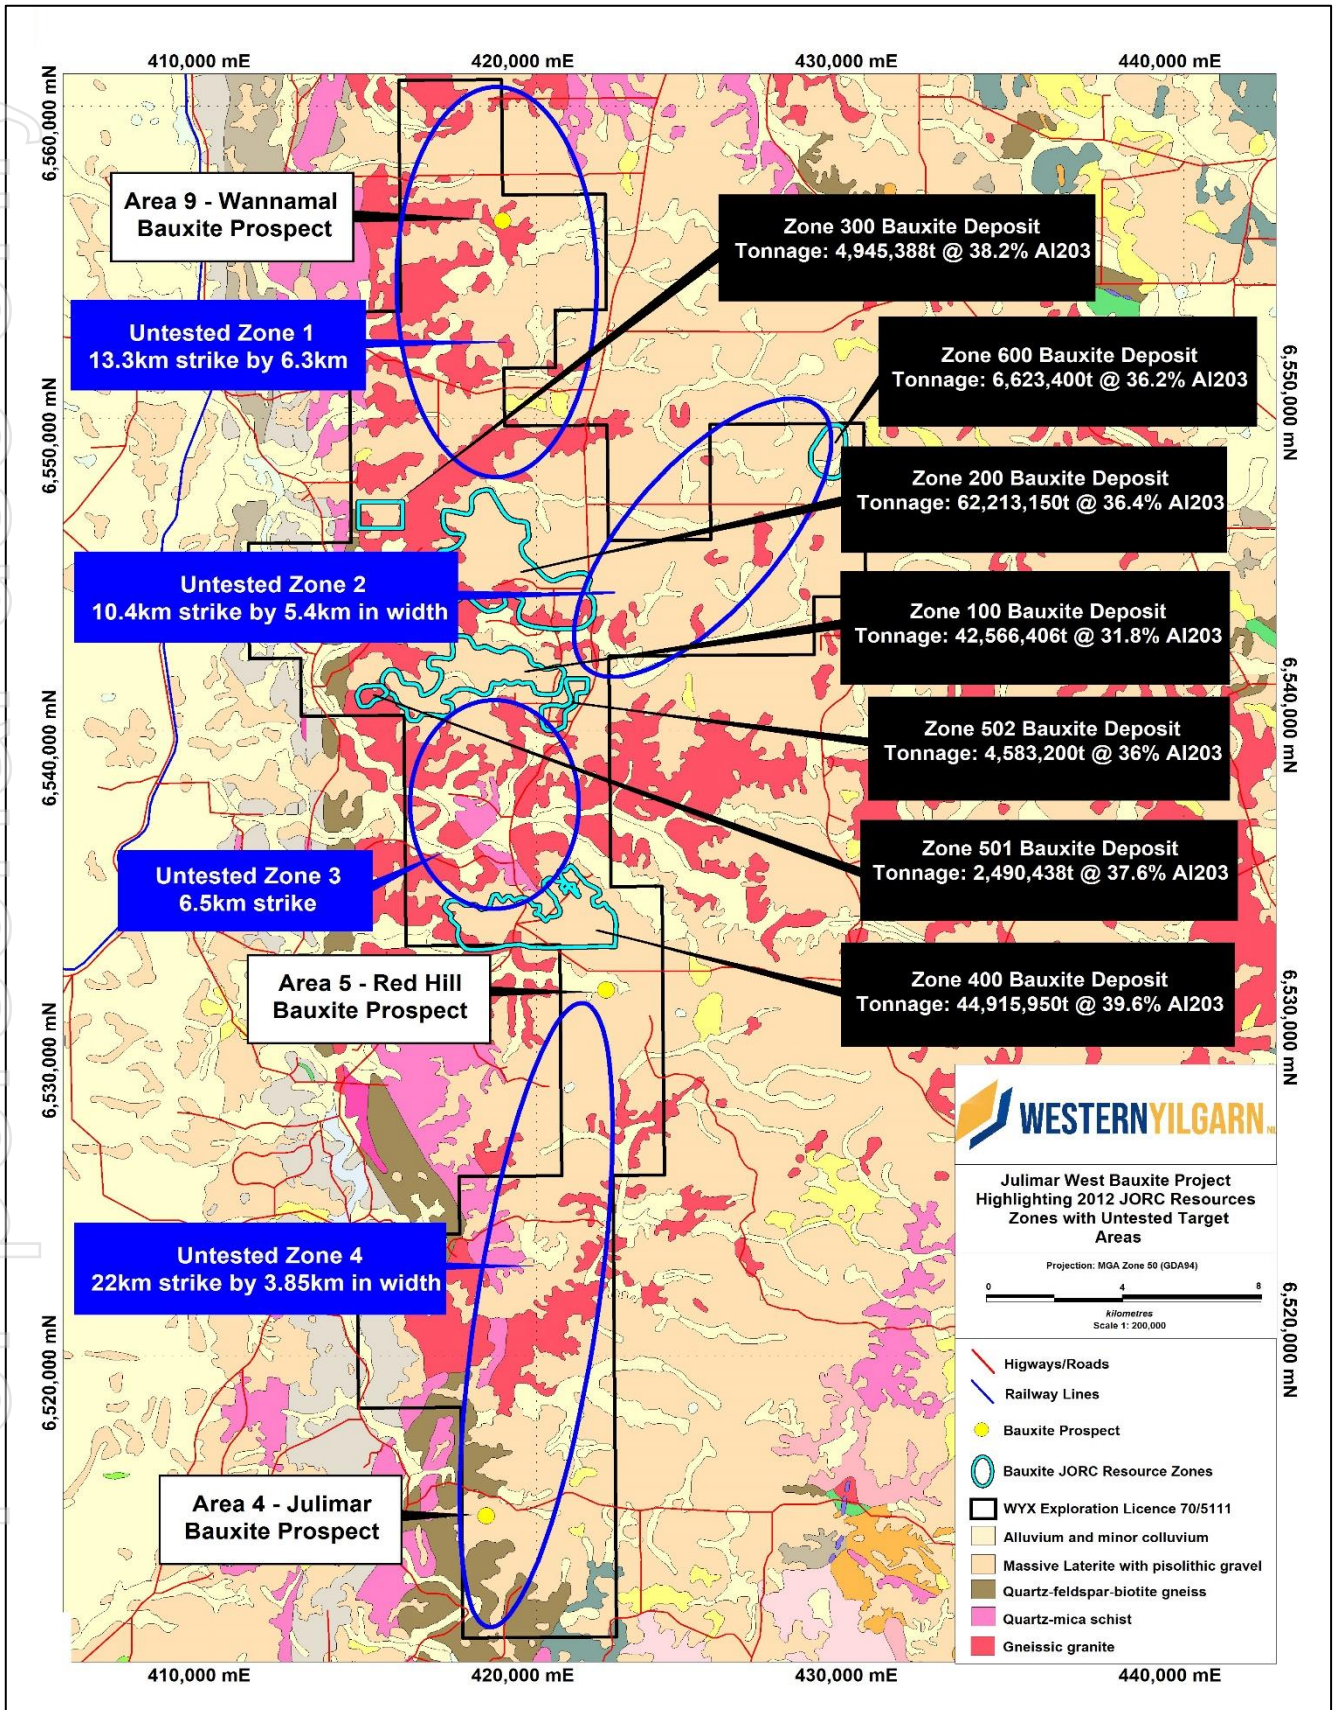 410,000 mE
420,000 mE
430,000 mE
440,000 mE
6,560,000 mN
6,550,000 mN
6,540,000 mN
6,530,000 mN
6,520,000 mN
Area 9 - Wannamal
Bauxite Prospect
Zone 300 Bauxite Deposit
Tonnage: 4,945,388t @ 38.2% Al203
Untested Zone 1
13.3km strike by 6.3km
Zone 600 Bauxite Deposit
Tonnage: 6,623,400t @ 36.2% Al203
6,550,000 mN
Zone 200 Bauxite Deposit
Tonnage: 62,213,150t @ 36.4% Al203
Untested Zone 2
10.4km strike by 5.4km in width
Zone 100 Bauxite Deposit
Tonnage: 42,566,406t @ 31.8% Al203
6,540,000 mN
Zone 502 Bauxite Deposit
Tonnage: 4,583,200t @ 36% Al203
Untested Zone 3
6.5km strike
Zone 501 Bauxite Deposit
Tonnage: 2,490,438t @ 37.6% Al203
Area 5 - Red Hill
Bauxite Prospect
Zone 400 Bauxite Deposit
Tonnage: 44,915,950t @ 39.6% Al203
6,530,000 mN
WESTERNYILGARN NL
Julimar West Bauxite Project
Highlighting 2012 JORC Resources
Zones with Untested Target
Areas
Projection: MGA Zone 50 (GDA94)
0 4 8
kilometres
Scale 1: 200,000
Untested Zone 4
22km strike by 3.85km in width
6,520,000 mN
Higways/Roads
Railway Lines
Bauxite Prospect
Bauxite JORC Resource Zones
WYX Exploration Licence 70/5111
Alluvium and minor colluvium
Massive Laterite with pisolithic gravel
Quartz-feldspar-biotite gneiss
Quartz-mica schist
Gneissic granite
Area 4 - Julimar
Bauxite Prospect
410,000 mE
420,000 mE
430,000 mE
440,000 mE